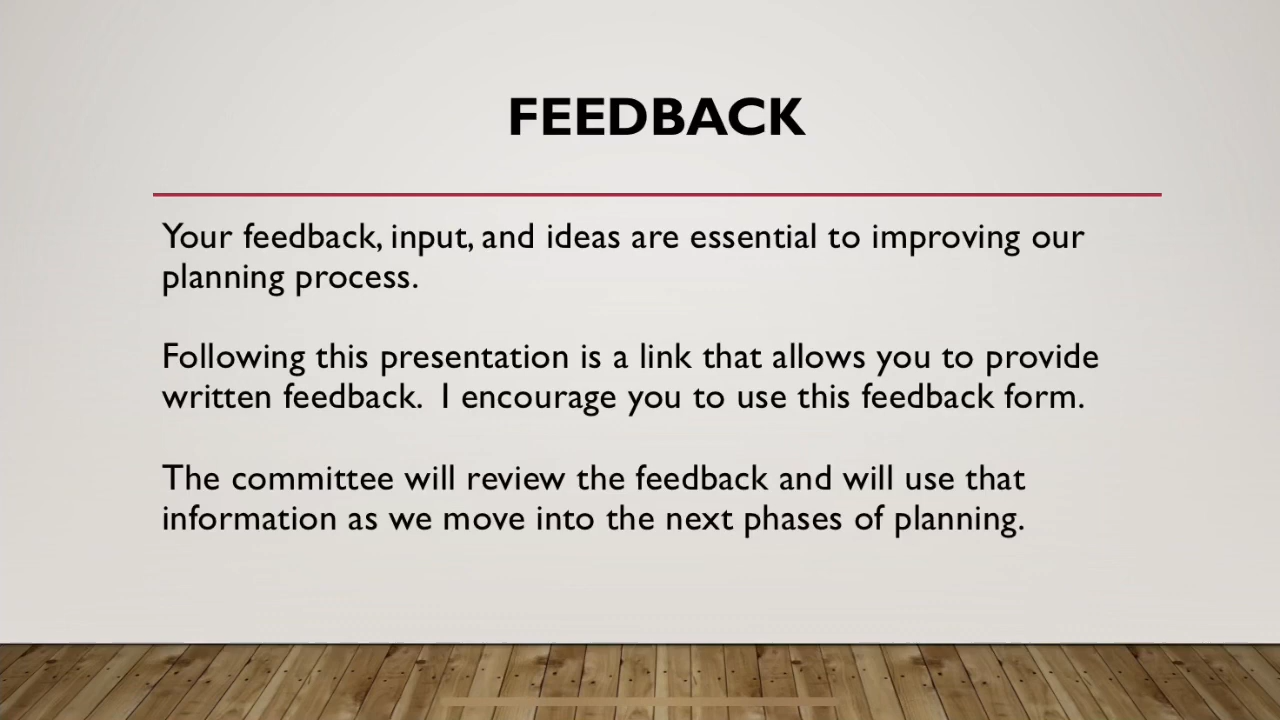 FEEDBACK
Your feedback, input, and ideas are essential to improving our
planning process.
Following this presentation is a link that allows you to provide
written feedback.  I encourage you to use this feedback form.
The committee will review the feedback and will use that
information as we move into the next phases of planning.